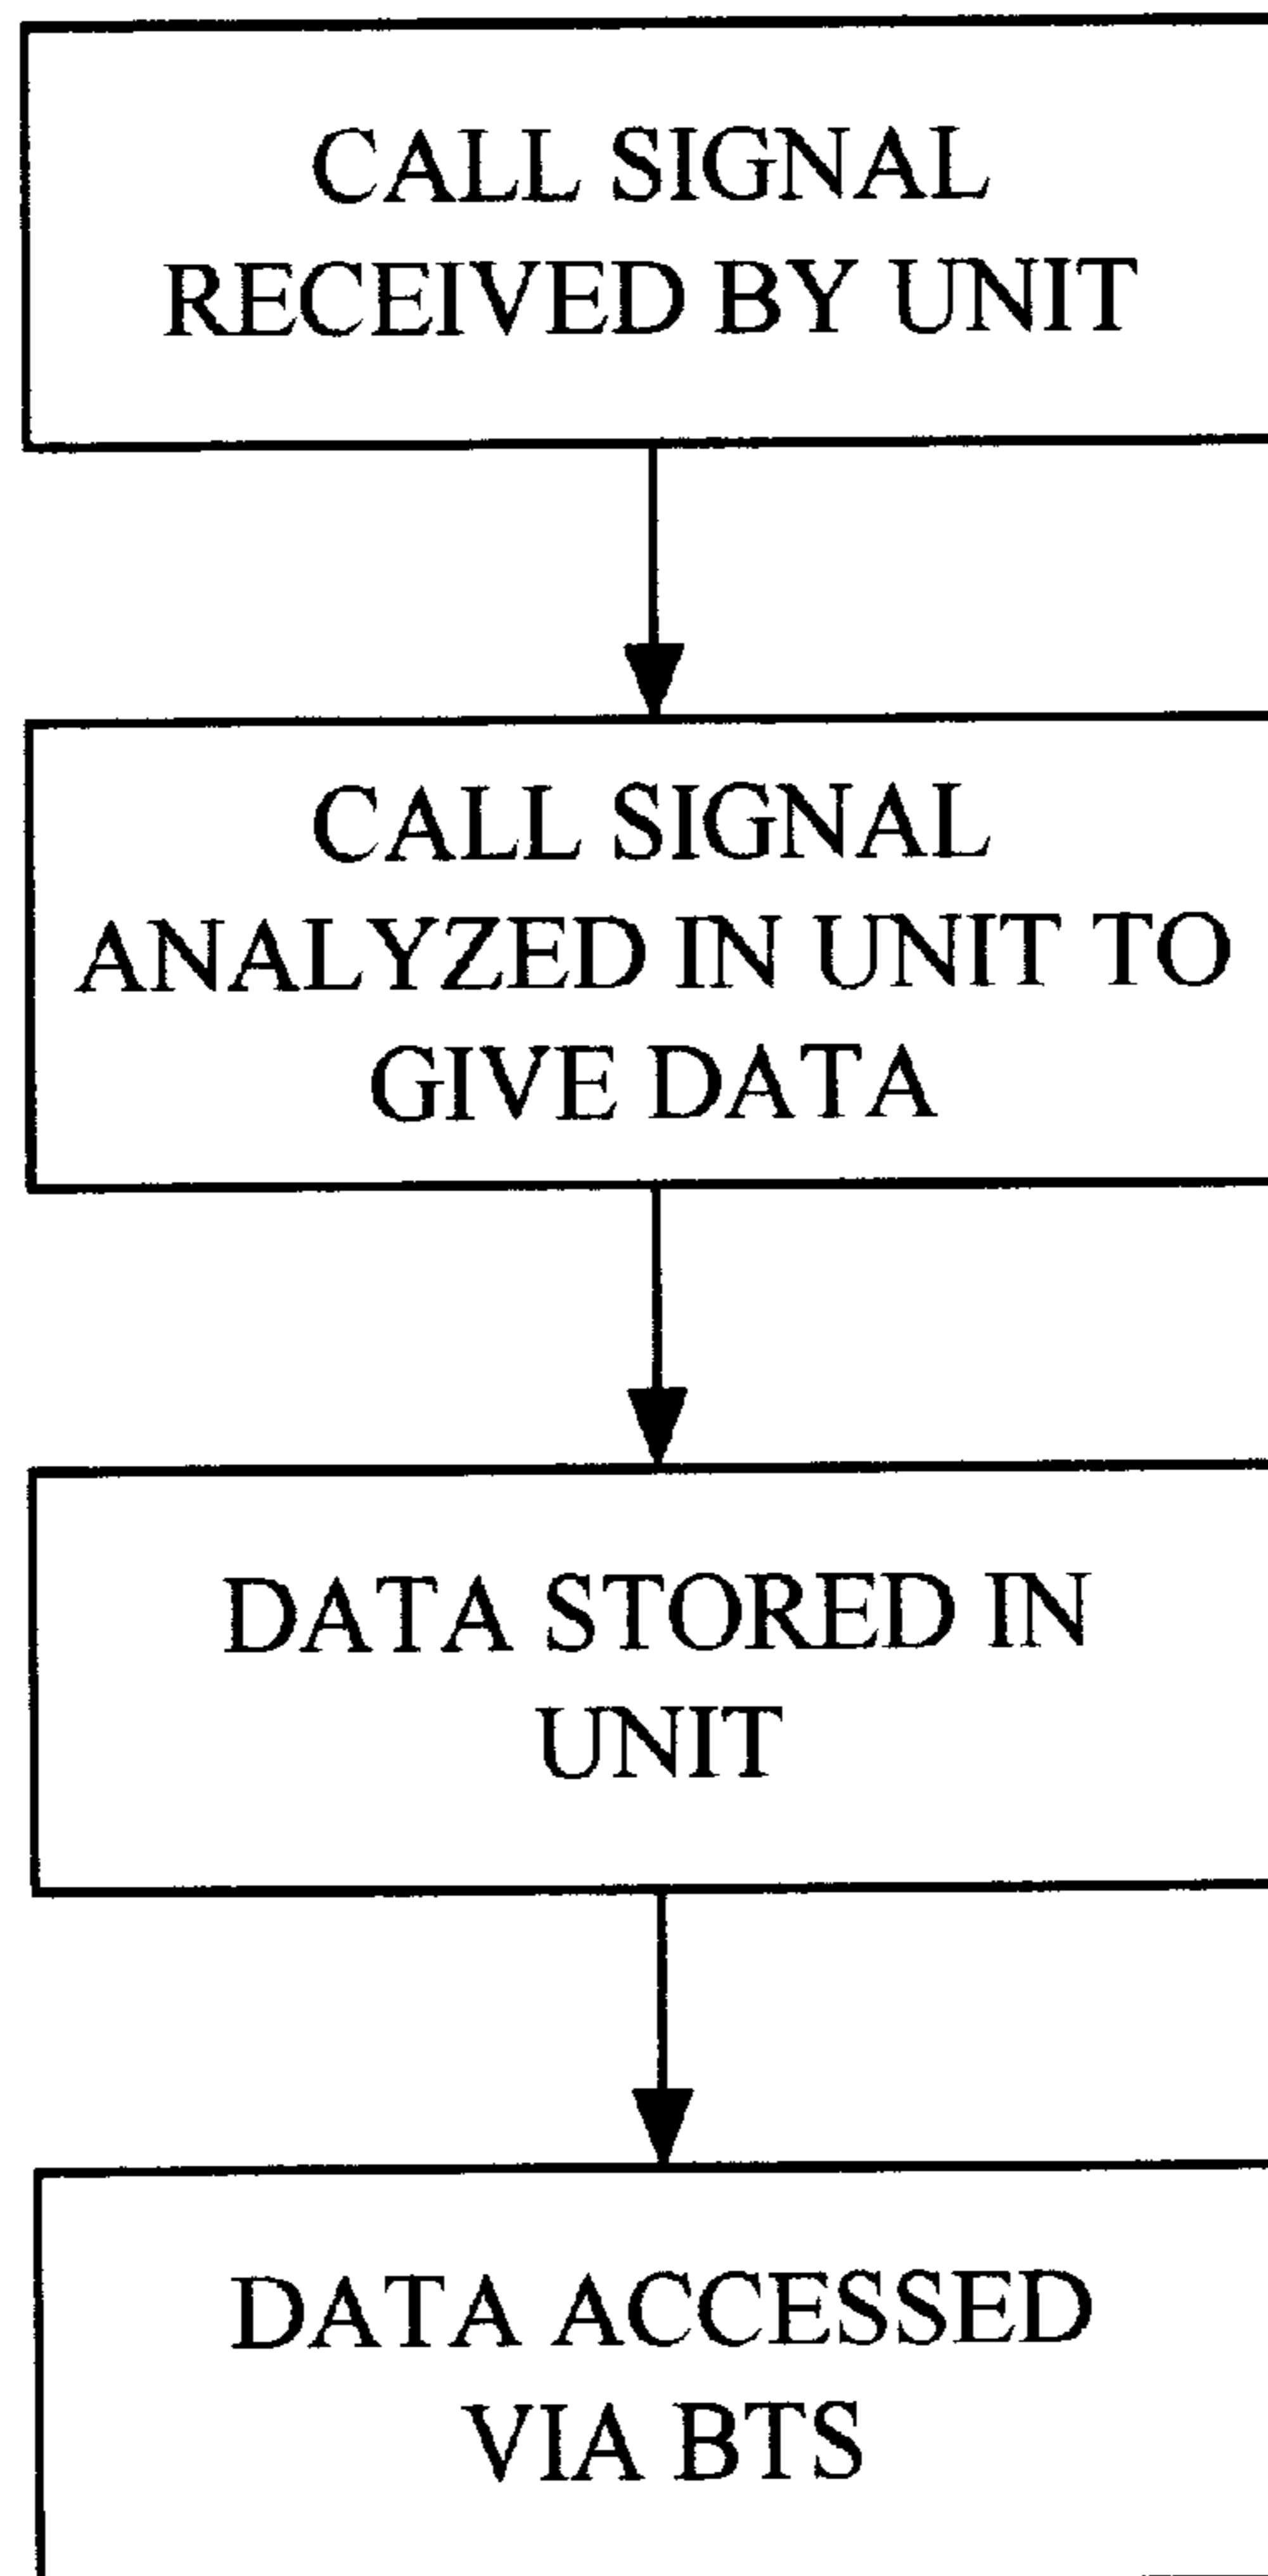 CALL SIGNAL
RECEIVED BY UNIT
CALL SIGNAL
ANALYZED IN UNIT TO
GIVE DATA
DATA STORED IN
UNIT
DATA ACCESSED
VIA BTS